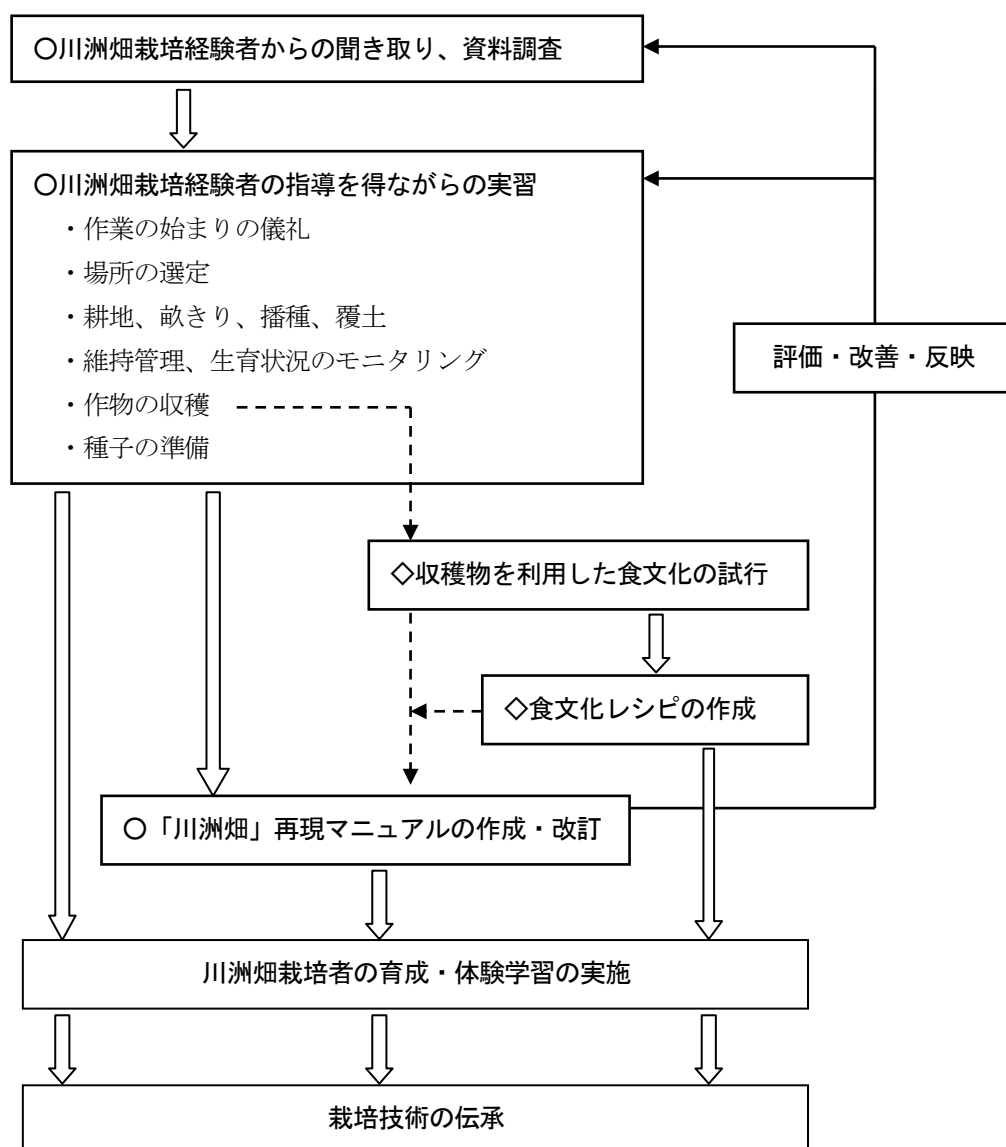 ○川洲畑栽培経験者からの聞き取り、資料調査
○川洲畑栽培経験者の指導を得ながらの実習
・作業の始まりの儀礼
・場所の選定
・耕地、畝きり、播種、覆土
・維持管理、生育状況のモニタリング
・作物の収穫
・種子の準備
評価・改善・反映
◇収穫物を利用した食文化の試行
◇食文化レシピの作成
○「川洲畑」再現マニュアルの作成・改訂
川洲畑栽培者の育成・体験学習の実施
栽培技術の伝承